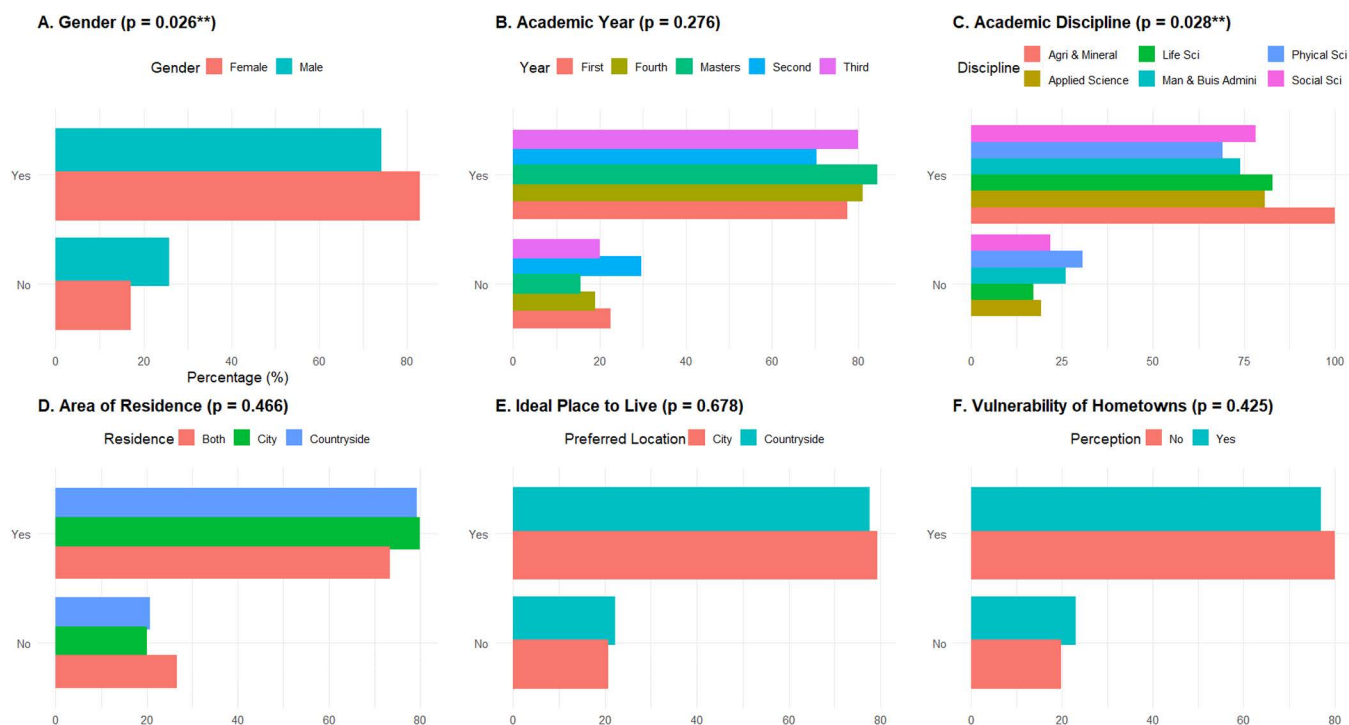 A. Gender (p = 0.026**)
Gender Female Male
Yes
No
0 20 40 60 80
Percentage (%)
B. Academic Year (p = 0.276)
Year First Fourth Masters Second Third
Yes
No
0 20 40 60 80
C. Academic Discipline (p = 0.028**)
Discipline
Agri & Mineral Life Sci Phyical Sci
Applied Science Man & Buis Admini Social Sci
Yes
No
0 25 50 75 100
D. Area of Residence (p = 0.466)
Residence Both City Countryside
Yes
No
0 20 40 60 80
E. Ideal Place to Live (p = 0.678)
Preferred Location City Countryside
Yes
No
0 20 40 60 80
F. Vulnerability of Hometowns (p = 0.425)
Perception No Yes
Yes
No
0 20 40 60 80